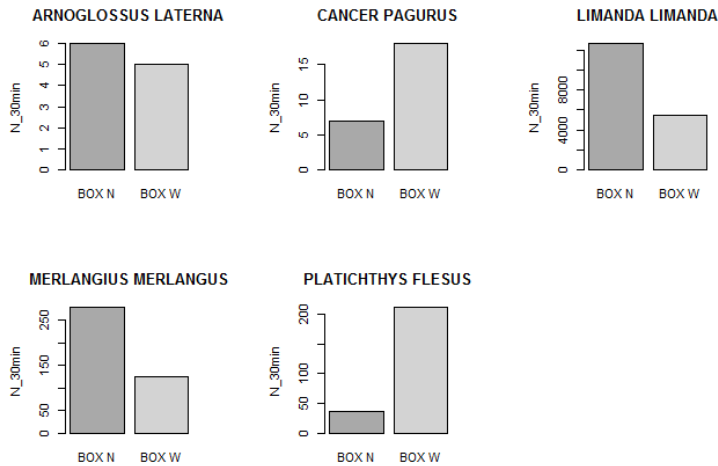 ARNOGLOSSUS LATERNA
N_30min
6
5
4
3
2
1
0
BOX N BOX W
CANCER PAGURUS
N_30min
15
10
5
0
BOX N BOX W
LIMANDA LIMANDA
N_30min
8000
4000
0
BOX N BOX W
MERLANGIUS MERLANGUS
N_30min
250
150
50
0
BOX N BOX W
PLATICHTHYS FLESUS
N_30min
200
100
50
0
BOX N BOX W